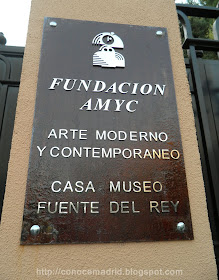 FUNDACION
AMYC
ARTE MODERNO
Y CONTEMPORANEO
CASA MUSEO
FUENTE DEL REY
http://conocemadrid.blogspot.com